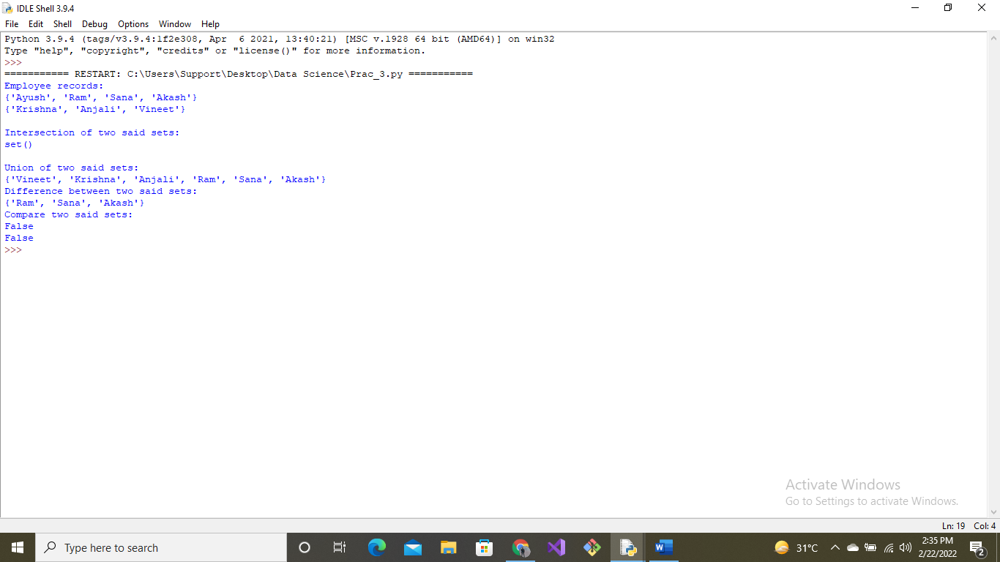 IDLE Shell 3.9.4
File Edit Shell Debug Options Window Help
Python 3.9.4 (tags/v3.9.4:1f2e308, Apr  6 2021, 13:40:21) [MSC v.1928 64 bit (AMD64)] on win32
Type "help", "copyright", "credits" or "license()" for more information.
>>>
=========== RESTART: C:\Users\Support\Desktop\Data Science\Prac_3.py ===========
Employee records:
{'Ayush', 'Ram', 'Sana', 'Akash'}
{'Krishna', 'Anjali', 'Vineet'}
Intersection of two said sets:
set()
Union of two said sets:
{'Vineet', 'Krishna', 'Anjali', 'Ram', 'Sana', 'Akash'}
Difference between two said sets:
{'Ram', 'Sana', 'Akash'}
Compare two said sets:
False
False
>>>
Activate Windows
Go to Settings to activate Windows.
Ln: 19 Col: 4
Type here to search
31°C
2:35 PM
2/22/2022
2